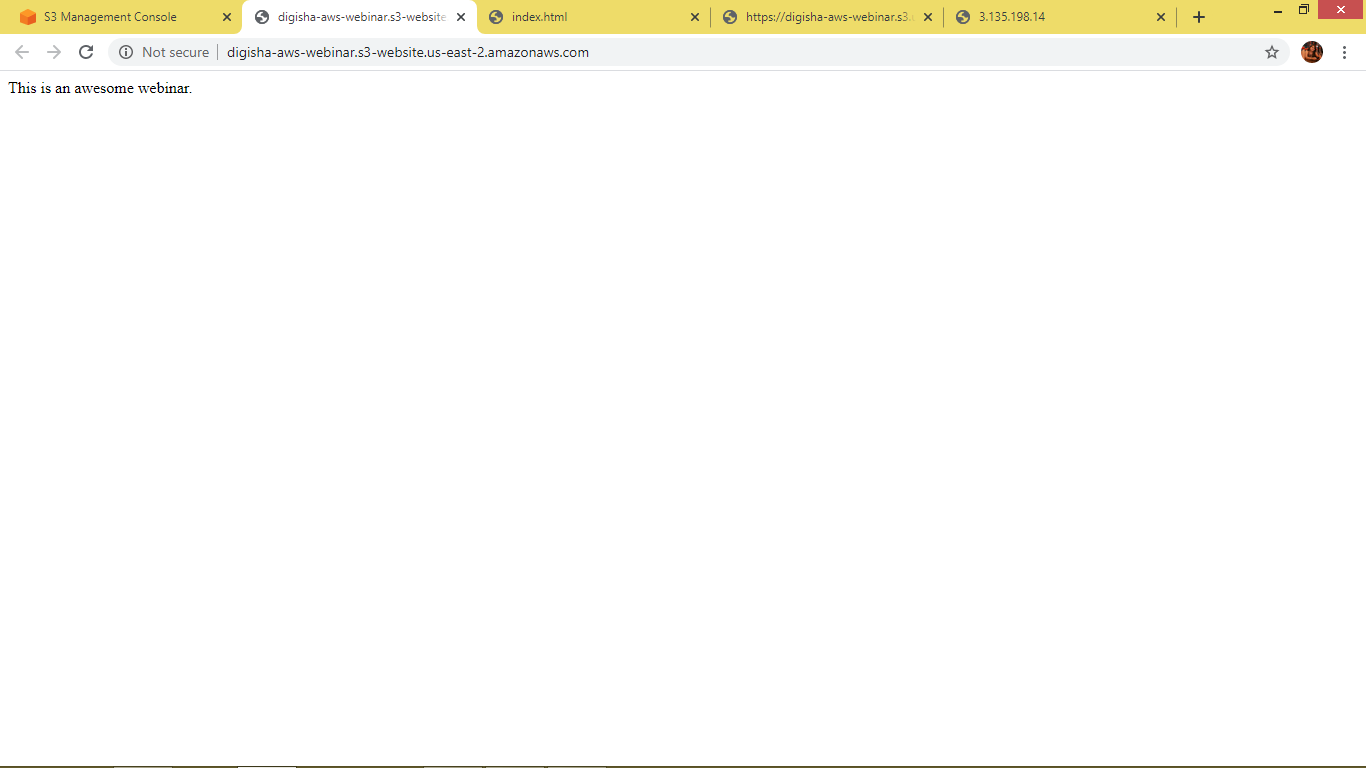 S3 Management Console
digisha-aws-webinar.s3-website
index.html
https://digisha-aws-webinar.s3.
3.135.198.14
Not secure
digisha-aws-webinar.s3-website.us-east-2.amazonaws.com
This is an awesome webinar.